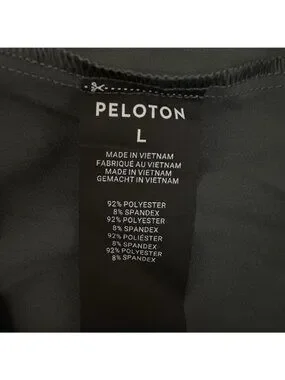 PELOTON
L
MADE IN VIETNAM
FABRIQUÉ AU VIETNAM
MADE IN VIETNAM
GEMACHT IN VIETNAM
92% POLYESTER
8% SPANDEX
92% POLYESTER
8% SPANDEX
92% POLIÉSTER
8% SPANDEX
92% POLYESTER
8% SPANDEX